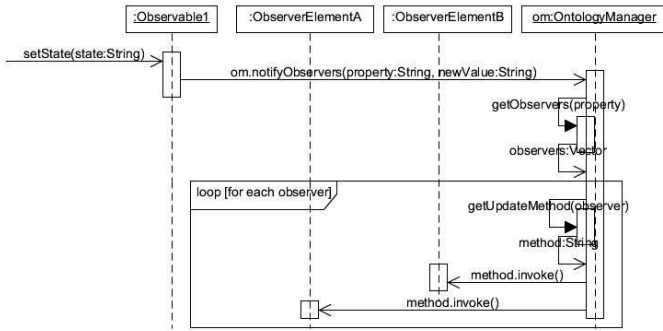 :Observable1
:ObserverElementA
:ObserverElementB
om:OntologyManager
setState(state:String)
om.notifyObservers(property:String, newValue:String)
getObservers(property)
observers:Vector
loop [for each observer]
getUpdateMethod(observer)
method:String
method.invoke()
method.invoke()